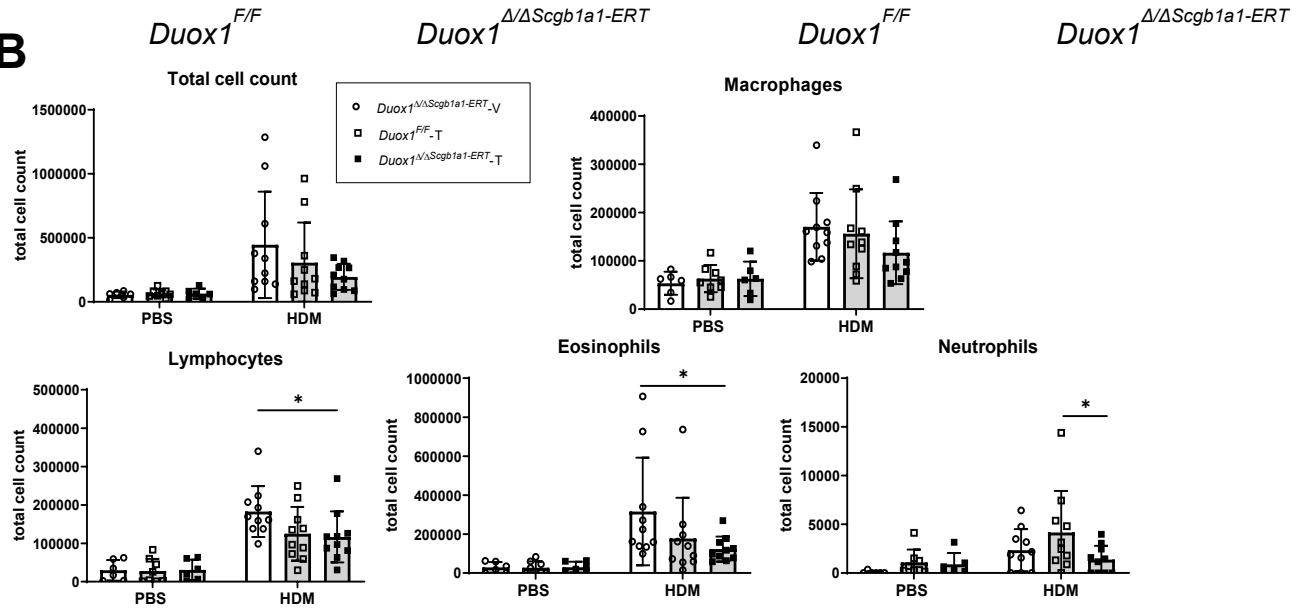 Duox1F/F Duox1Δ/ΔScgb1a1-ERT Duox1F/F Duox1Δ/ΔScgb1a1-ERT
B
Total cell count
Macrophages
Duox1Δ/ΔScgb1a1-ERT-V
Duox1F/F-T
Duox1Δ/ΔScgb1a1-ERT-T
total cell count
1500000
1000000
500000
0
PBS HDM
total cell count
400000
300000
200000
100000
0
PBS HDM
Lymphocytes
total cell count
500000
400000
300000
200000
100000
0
*
PBS HDM
Eosinophils
total cell count
1000000
800000
600000
400000
200000
0
*
PBS HDM
Neutrophils
total cell count
20000
15000
10000
5000
0
*
PBS HDM